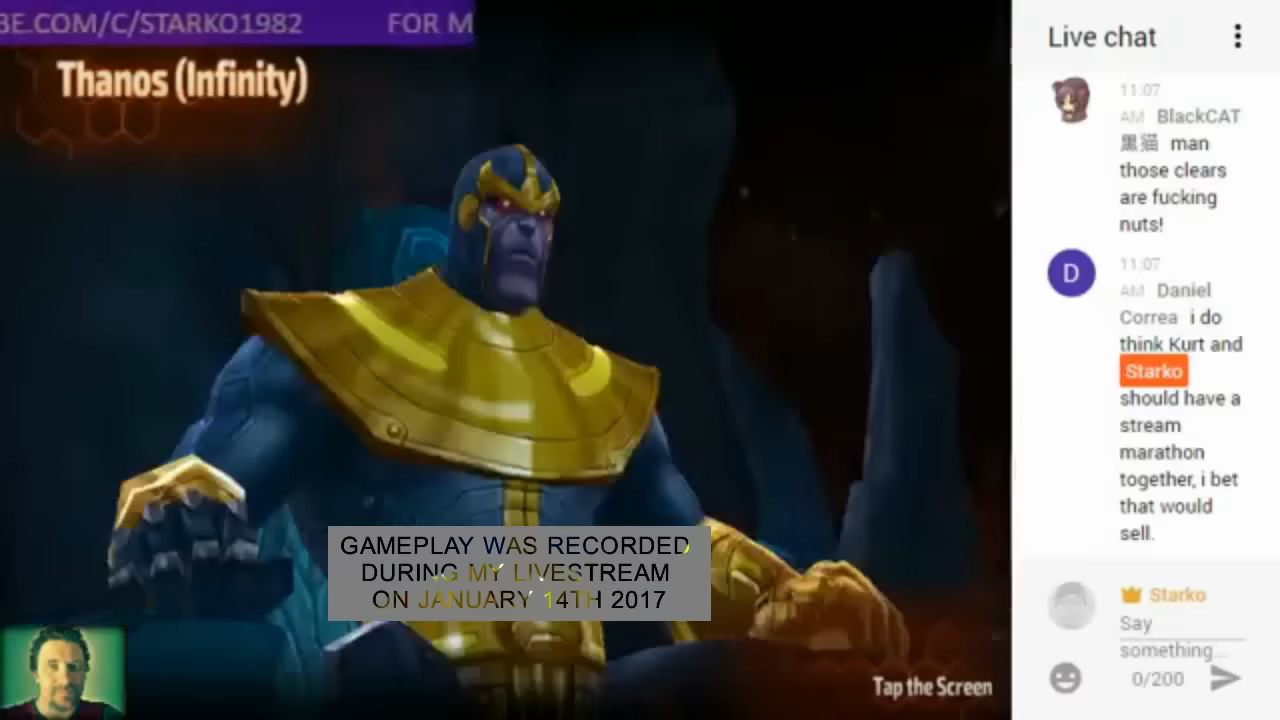 BE.COM/C/STARKO1982 FOR M
Thanos (Infinity)
GAMEPLAY WAS RECORDED
DURING MY LIVESTREAM
ON JANUARY 14TH 2017
Tap the Screen
Live chat
11:07
AM BlackCAT
黒猫 man
those clears
are fucking
nuts!
D
11:07
AM Daniel
Correa i do
think Kurt and
Starko
should have a
stream
marathon
together, i bet
that would
sell.
Starko
Say
something...
0/200